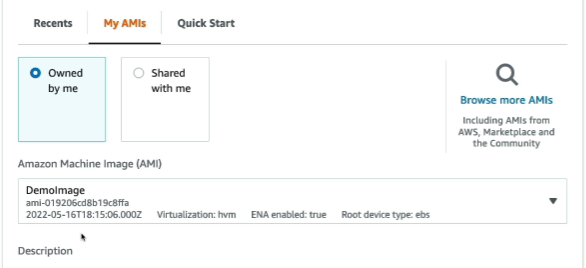 Recents My AMIs Quick Start
Owned by me
Shared with me
Browse more AMIs
Including AMIs from
AWS, Marketplace and
the Community
Amazon Machine Image (AMI)
DemoImage
ami-019206cd8b19c8ffa
2022-05-16T18:15:06.000Z Virtualization: hvm ENA enabled: true Root device type: ebs
Description